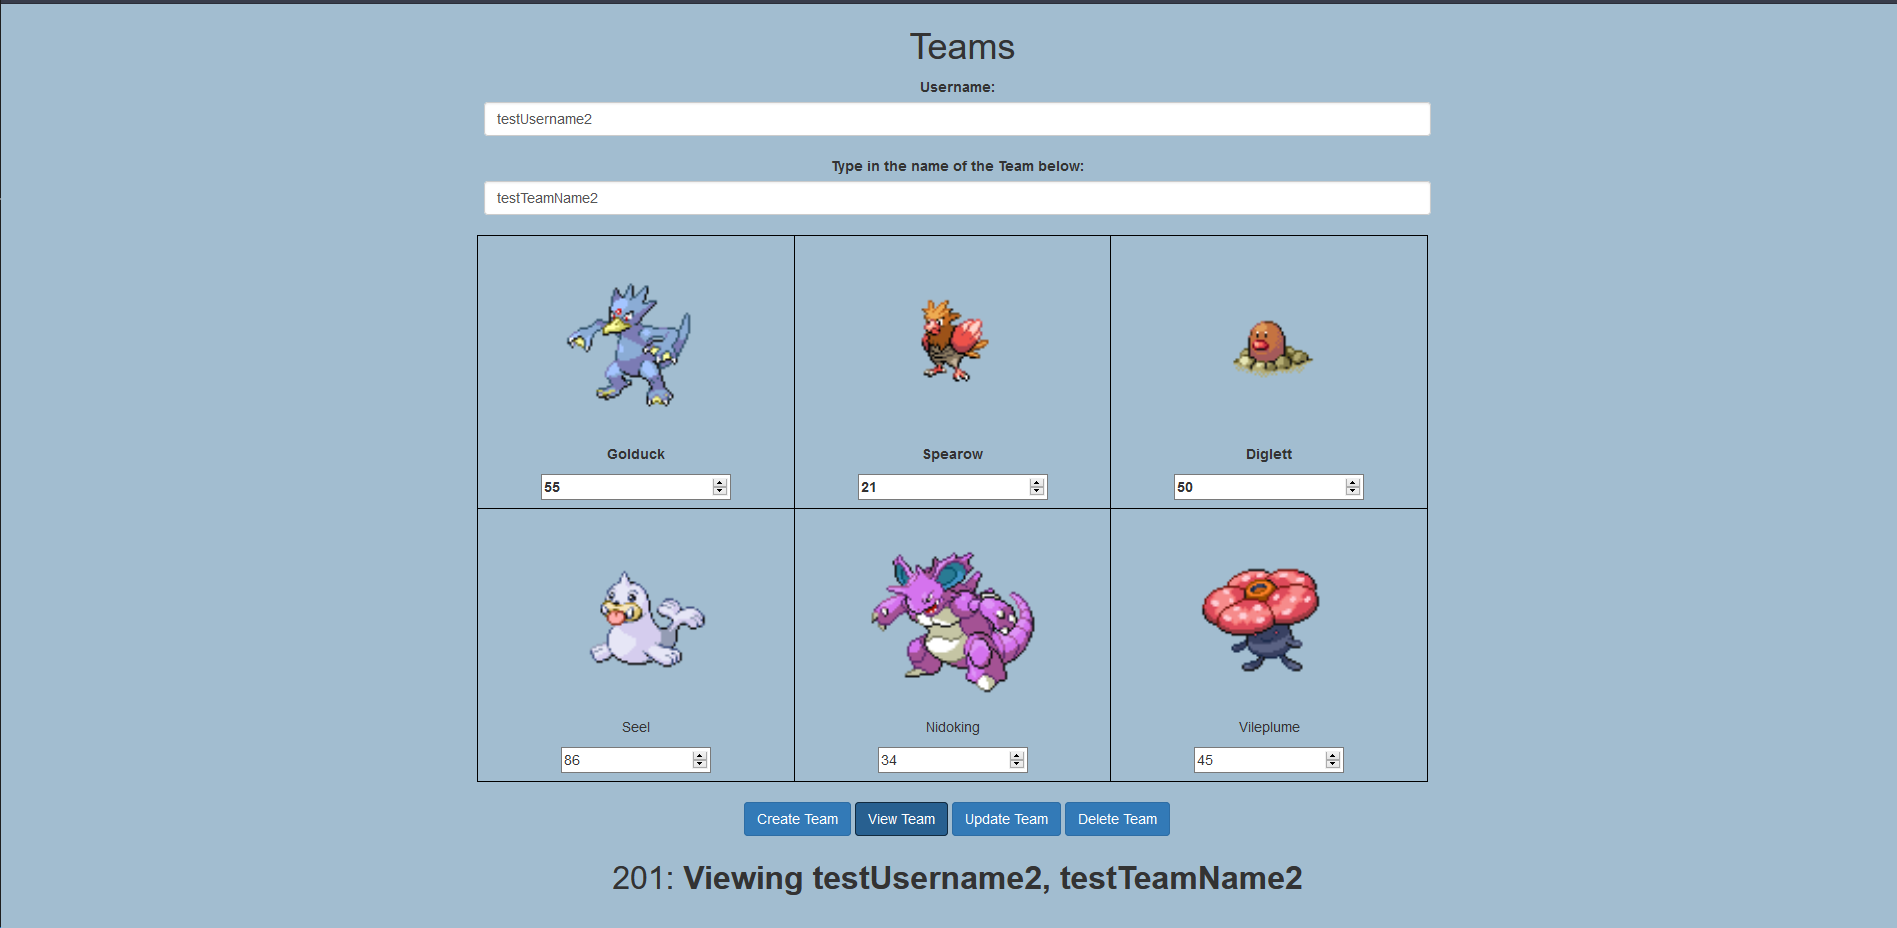 Teams
Username:
testUsername2
Type in the name of the Team below:
testTeamName2
Golduck Spearow Diglett
55 21 50
Seel Nidoking Vileplume
86 34 45
Create Team View Team Update Team Delete Team
201: Viewing testUsername2, testTeamName2